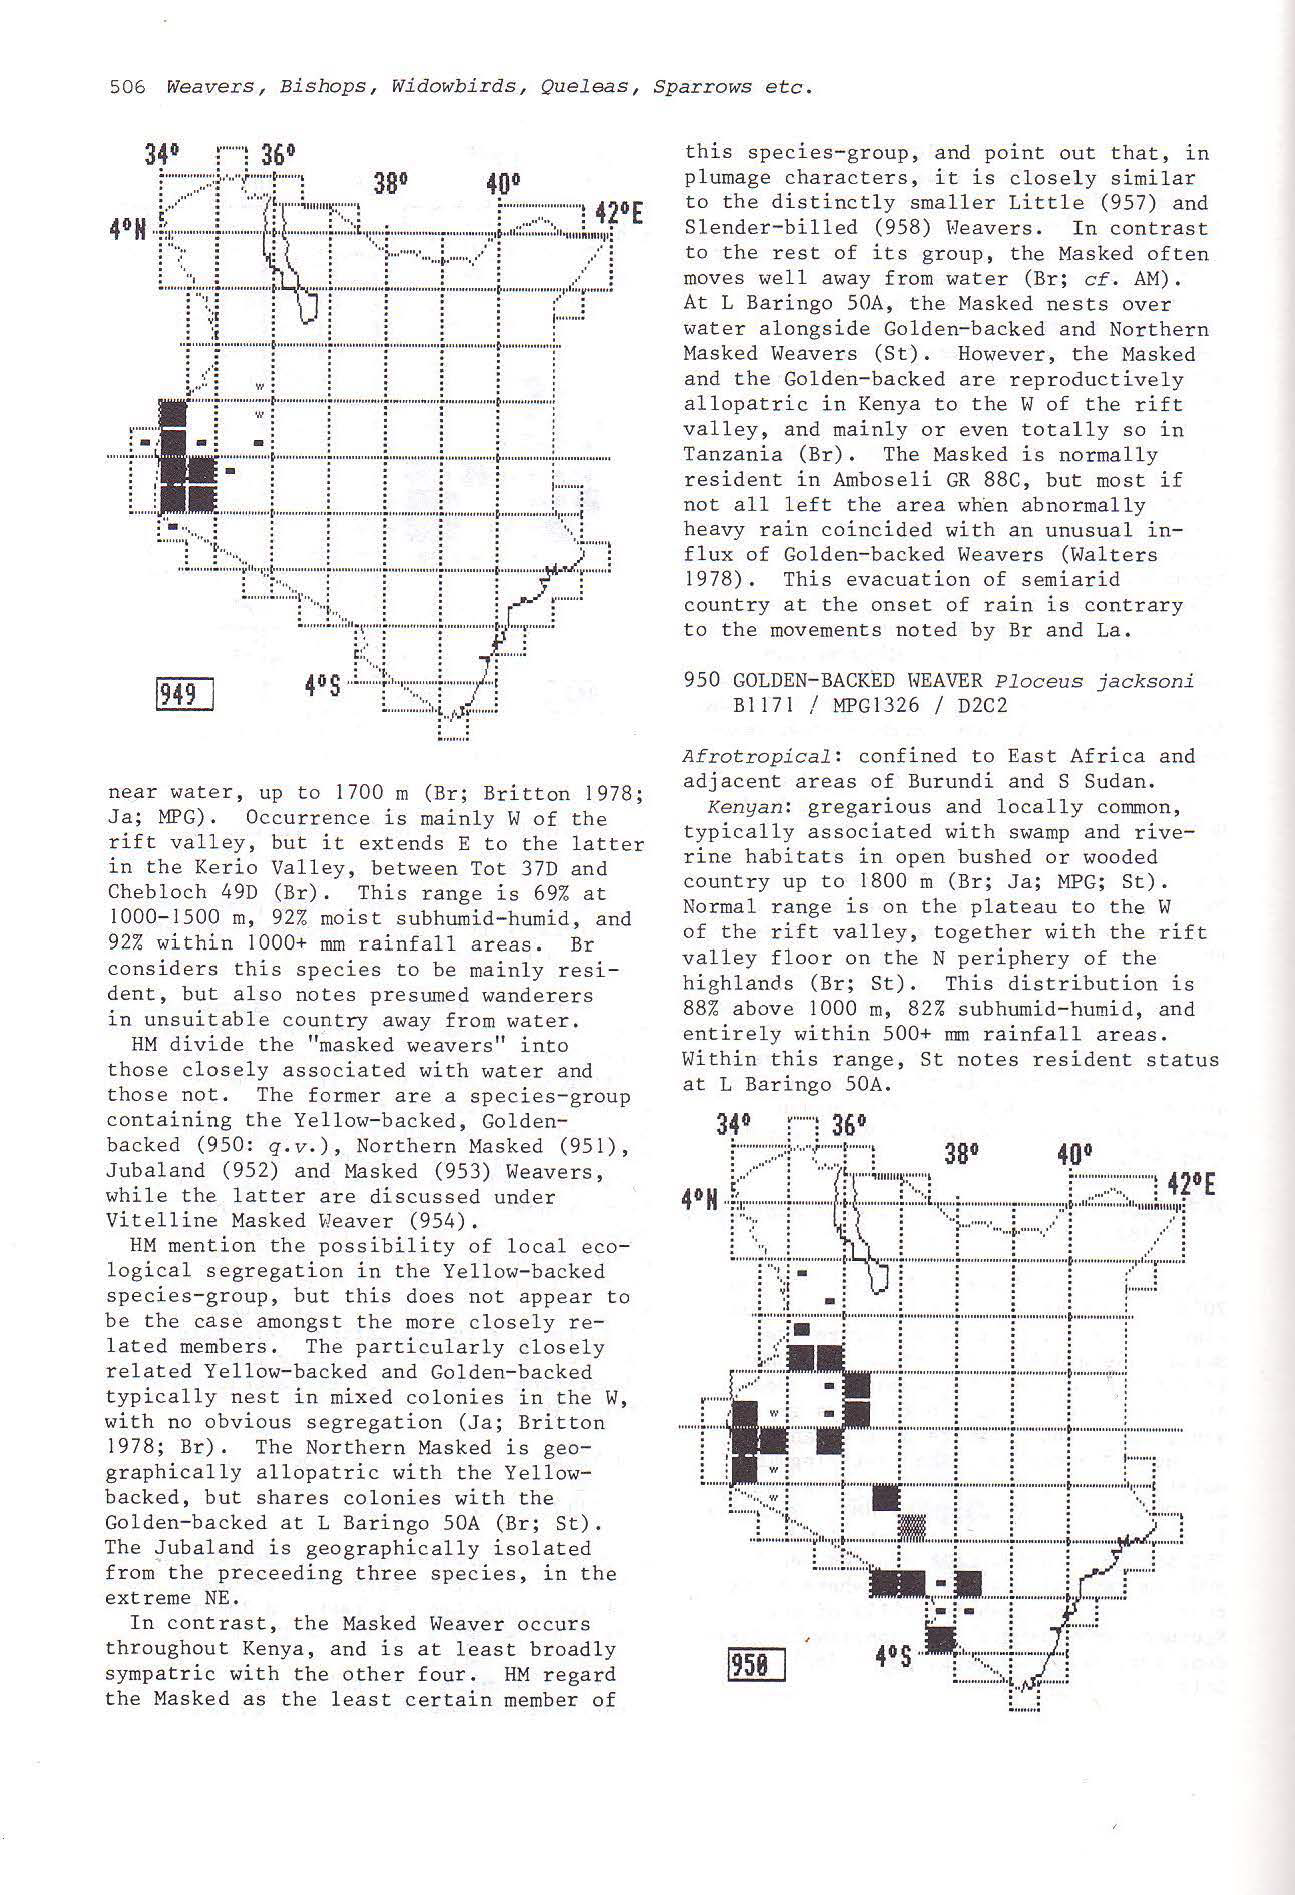 506 Weavers, Bishops, Widowbirds, Queleas, Sparrows etc.
34° 36°
38° 40°
42°E
4°N
w
w
949
4°S
near water, up to 1700 m (Br; Britton 1978;
Ja; MPG). Occurrence is mainly W of the
rift valley, but it extends E to the latter
in the Kerio Valley, between Tot 37D and
Chebloch 49D (Br). This range is 69% at
1000-1500 m, 92% moist subhumid-humid, and
92% within 1000+ mm rainfall areas. Br
considers this species to be mainly resi-
dent, but also notes presumed wanderers
in unsuitable country away from water.
HM divide the "masked weavers" into
those closely associated with water and
those not. The former are a species-group
containing the Yellow-backed, Golden-
backed (950: q.v.), Northern Masked (951),
Jubaland (952) and Masked (953) Weavers,
while the latter are discussed under
Vitelline Masked Weaver (954).
HM mention the possibility of local eco-
logical segregation in the Yellow-backed
species-group, but this does not appear to
be the case amongst the more closely re-
lated members. The particularly closely
related Yellow-backed and Golden-backed
typically nest in mixed colonies in the W,
with no obvious segregation (Ja; Britton
1978; Br). The Northern Masked is geo-
graphically allopatric with the Yellow-
backed, but shares colonies with the
Golden-backed at L Baringo 50A (Br; St).
The Jubaland is geographically isolated
from the preceeding three species, in the
extreme NE.
In contrast, the Masked Weaver occurs
throughout Kenya, and is at least broadly
sympatric with the other four. HM regard
the Masked as the least certain member of
this species-group, and point out that, in
plumage characters, it is closely similar
to the distinctly smaller Little (957) and
Slender-billed (958) Weavers. In contrast
to the rest of its group, the Masked often
moves well away from water (Br; cf. AM).
At L Baringo 50A, the Masked nests over
water alongside Golden-backed and Northern
Masked Weavers (St). However, the Masked
and the Golden-backed are reproductively
allopatric in Kenya to the W of the rift
valley, and mainly or even totally so in
Tanzania (Br). The Masked is normally
resident in Amboseli GR 88C, but most if
not all left the area when abnormally
heavy rain coincided with an unusual in-
flux of Golden-backed Weavers (Walters
1978). This evacuation of semiarid
country at the onset of rain is contrary
to the movements noted by Br and La.
950 GOLDEN-BACKED WEAVER Ploceus jacksoni
B1171 / MPG1326 / D2C2
Afrotropical: confined to East Africa and
adjacent areas of Burundi and S Sudan.
Kenyan: gregarious and locally common,
typically associated with swamp and rive-
rine habitats in open bushed or wooded
country up to 1800 m (Br; Ja; MPG; St).
Normal range is on the plateau to the W
of the rift valley, together with the rift
valley floor on the N periphery of the
highlands (Br; St). This distribution is
88% above 1000 m, 82% subhumid-humid, and
entirely within 500+ mm rainfall areas.
Within this range, St notes resident status
at L Baringo 50A.
34° 36°
38° 40°
42°E
4°N
w
w
w
950
4°S